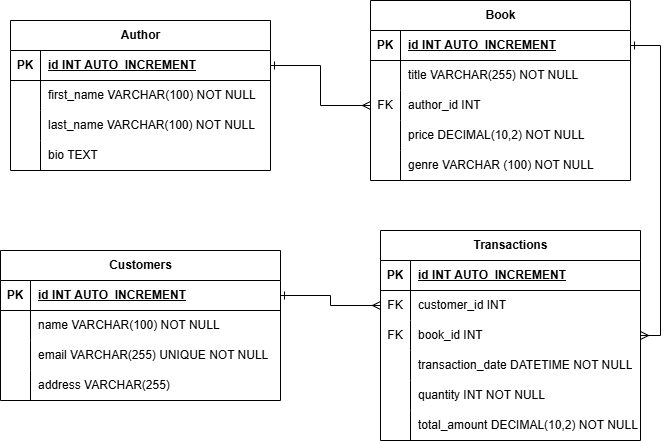 Author
PK id INT AUTO_INCREMENT
first_name VARCHAR(100) NOT NULL
last_name VARCHAR(100) NOT NULL
bio TEXT
Book
PK id INT AUTO_INCREMENT
title VARCHAR(255) NOT NULL
FK author_id INT
price DECIMAL(10,2) NOT NULL
genre VARCHAR (100) NOT NULL
Customers
PK id INT AUTO_INCREMENT
name VARCHAR(100) NOT NULL
email VARCHAR(255) UNIQUE NOT NULL
address VARCHAR(255)
Transactions
PK id INT AUTO_INCREMENT
FK customer_id INT
FK book_id INT
transaction_date DATETIME NOT NULL
quantity INT NOT NULL
total_amount DECIMAL(10,2) NOT NULL